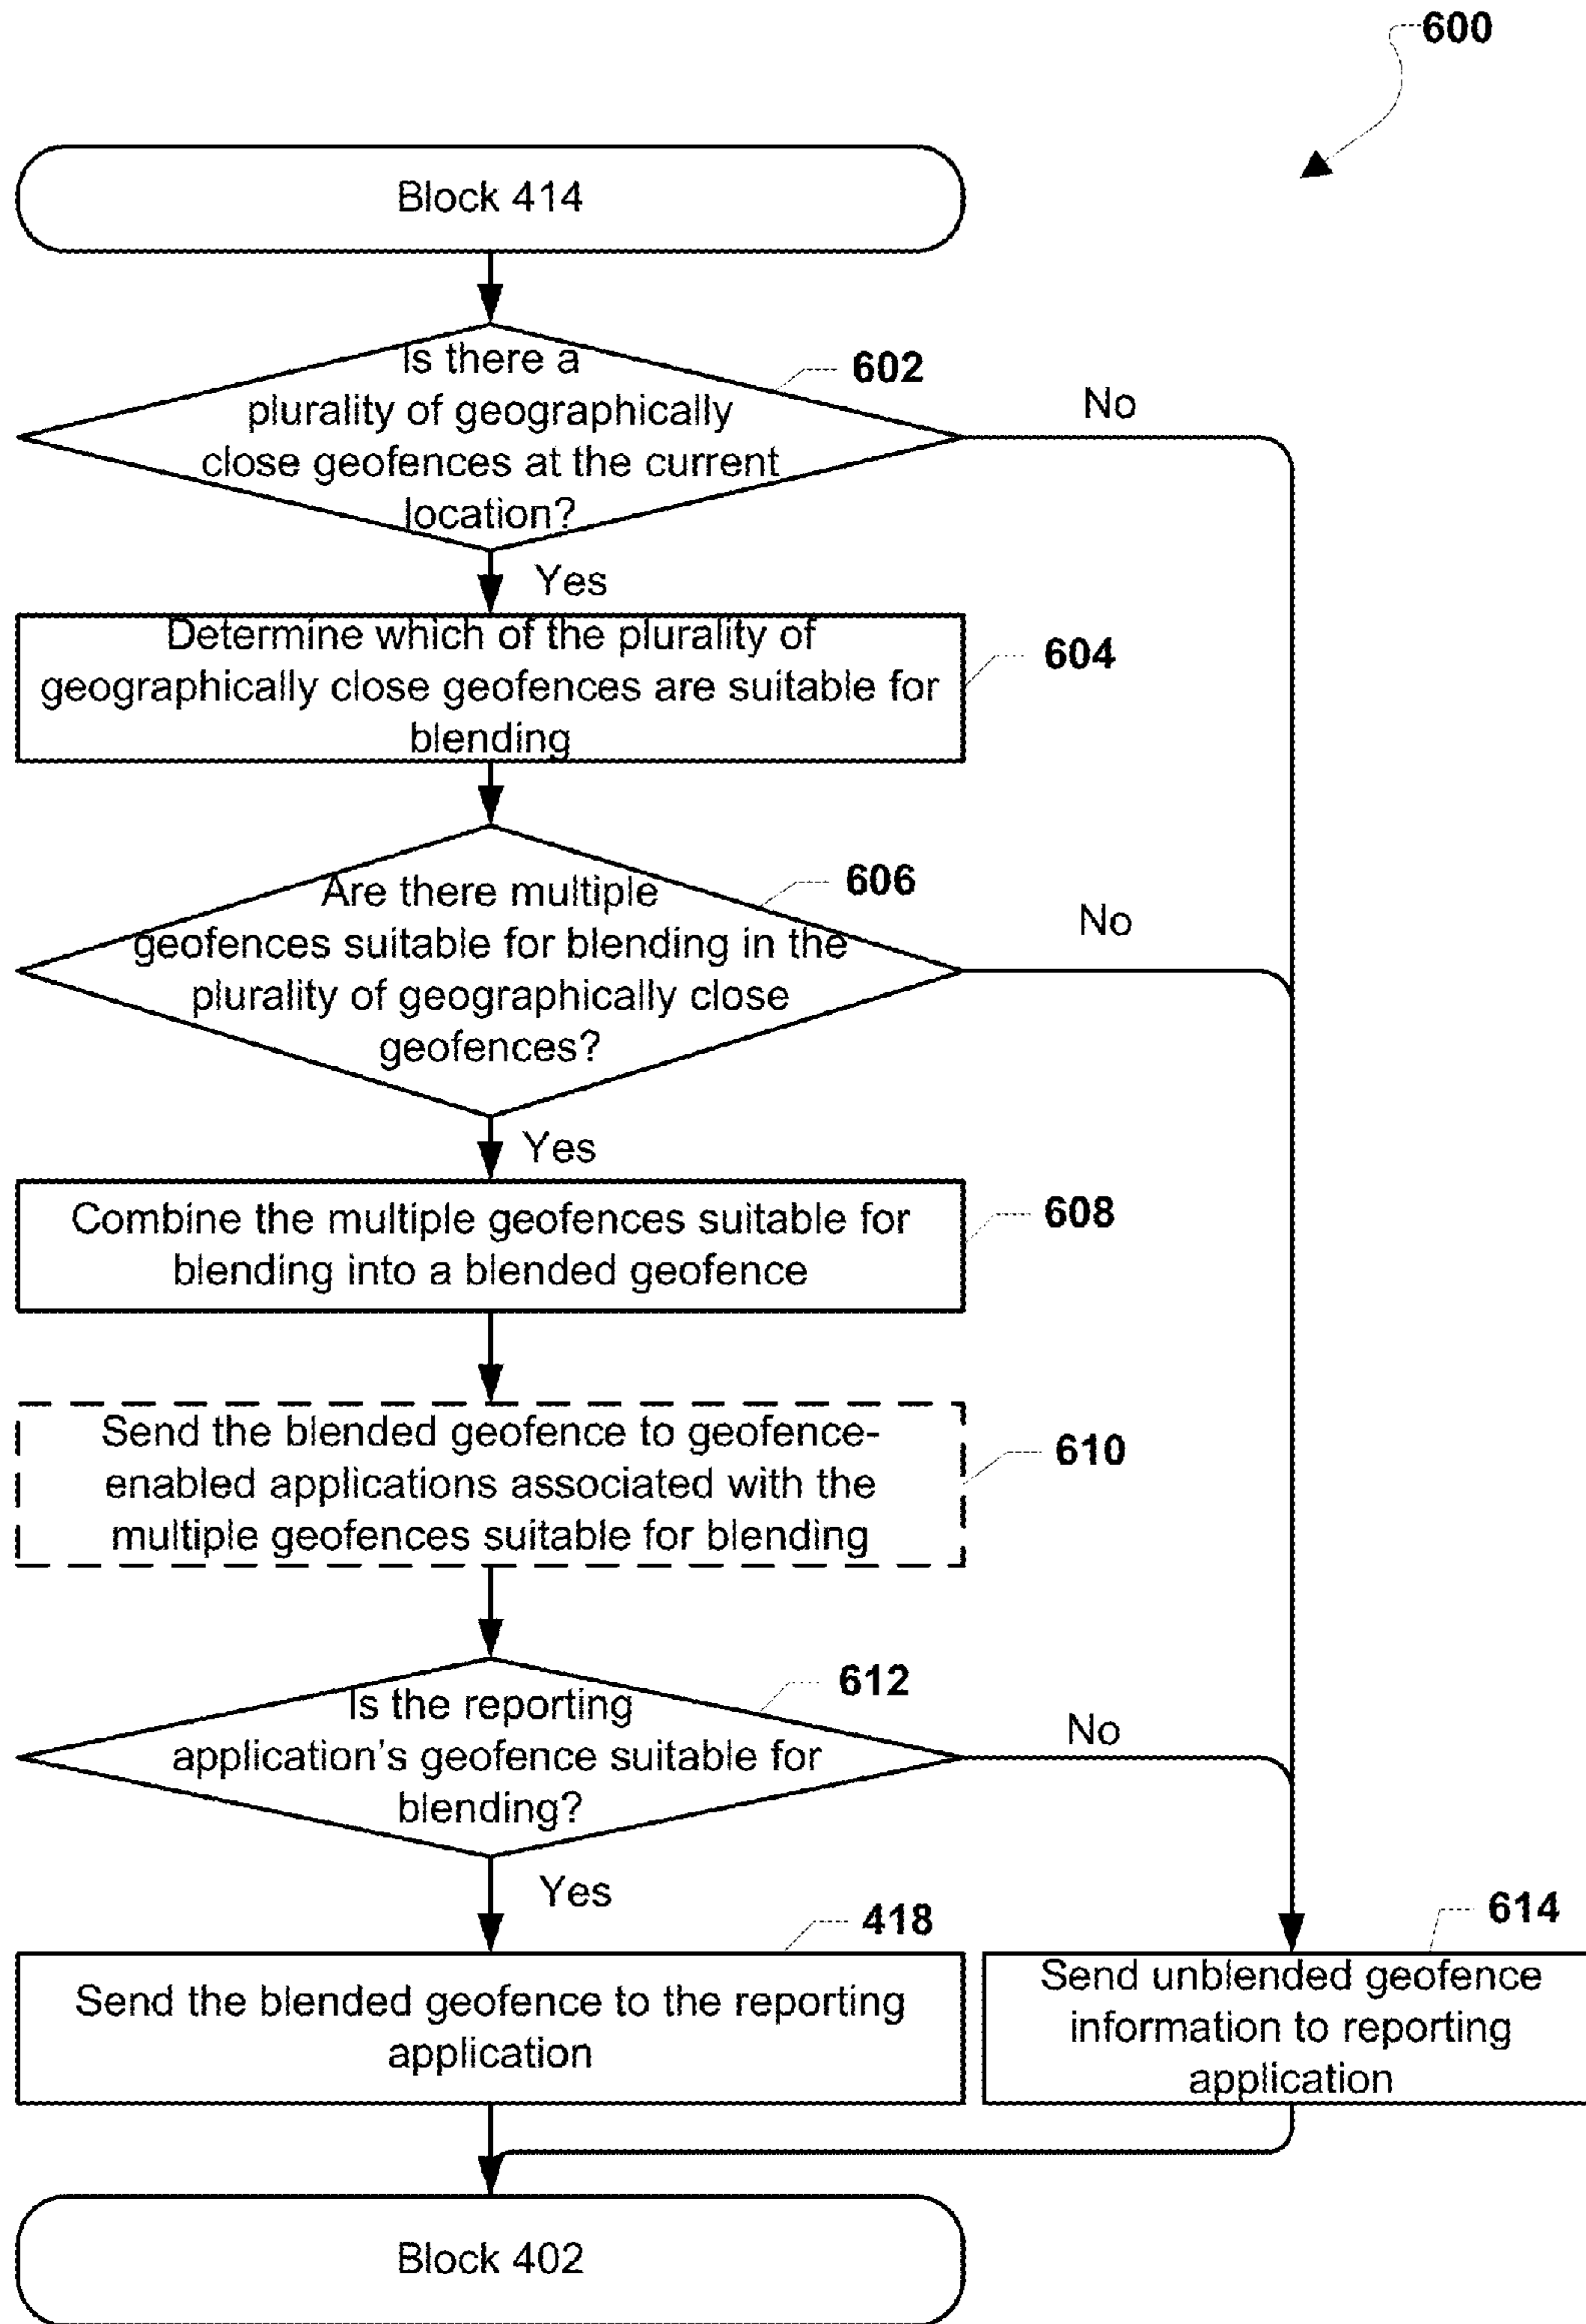 600
Block 414
Is there a
plurality of geographically
close geofences at the current
location?
602
No
Yes
Determine which of the plurality of
geographically close geofences are suitable for
blending
604
Are there multiple
geofences suitable for blending in the
plurality of geographically close
geofences?
606
No
Yes
Combine the multiple geofences suitable for
blending into a blended geofence
608
Send the blended geofence to geofence-
enabled applications associated with the
multiple geofences suitable for blending
610
Is the reporting
application's geofence suitable for
blending?
612
No
Yes
418
Send the blended geofence to the reporting
application
614
Send unblended geofence
information to reporting
application
Block 402